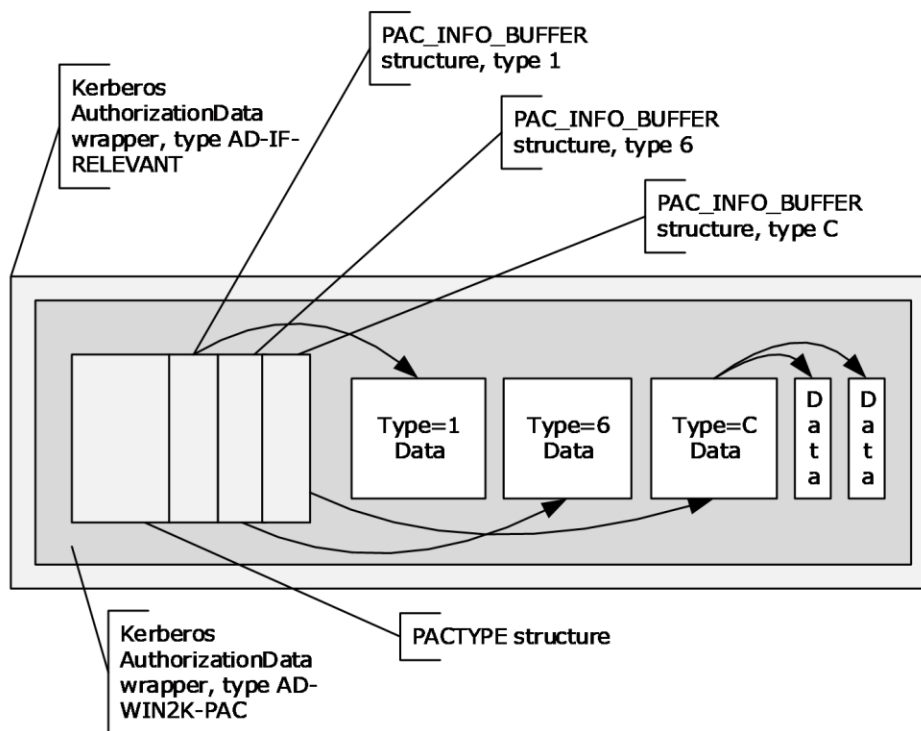 PAC_INFO_BUFFER
structure, type 1
Kerberos
AuthorizationData
wrapper, type AD-IF-
RELEVANT
PAC_INFO_BUFFER
structure, type 6
PAC_INFO_BUFFER
structure, type C
Type=1
Data
Type=6
Data
Type=C
Data
D
a
t
a
D
a
t
a
Kerberos
AuthorizationData
wrapper, type AD-
WIN2K-PAC
PACTYPE structure